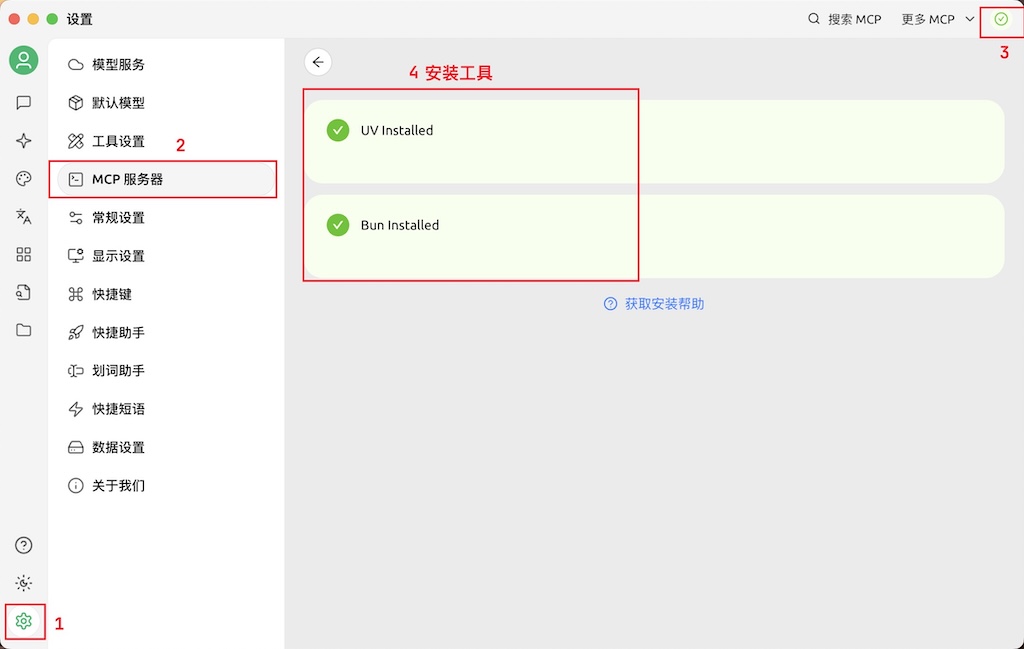 设置
搜索 MCP
更多 MCP
3
模型服务
默认模型
工具设置
2
MCP 服务器
常规设置
显示设置
快捷键
快捷助手
划词助手
快捷短语
数据设置
关于我们
1
4 安装工具
UV Installed
Bun Installed
获取安装帮助